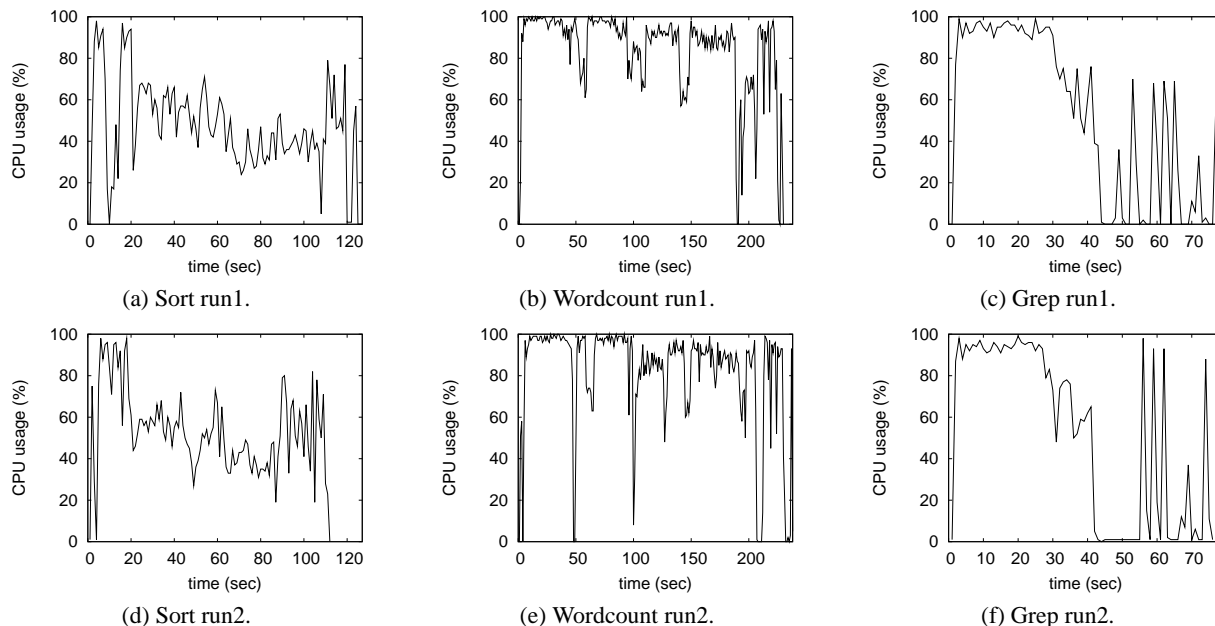 100
80
60
40
20
0
CPU usage (%)
0 20 40 60 80 100 120
time (sec)
(a) Sort run1.
100
80
60
40
20
0
CPU usage (%)
0 50 100 150 200
time (sec)
(b) Wordcount run1.
100
80
60
40
20
0
CPU usage (%)
0 10 20 30 40 50 60 70
time (sec)
(c) Grep run1.
100
80
60
40
20
0
CPU usage (%)
0 20 40 60 80 100 120
time (sec)
(d) Sort run2.
100
80
60
40
20
0
CPU usage (%)
0 50 100 150 200
time (sec)
(e) Wordcount run2.
100
80
60
40
20
0
CPU usage (%)
0 10 20 30 40 50 60 70
time (sec)
(f) Grep run2.